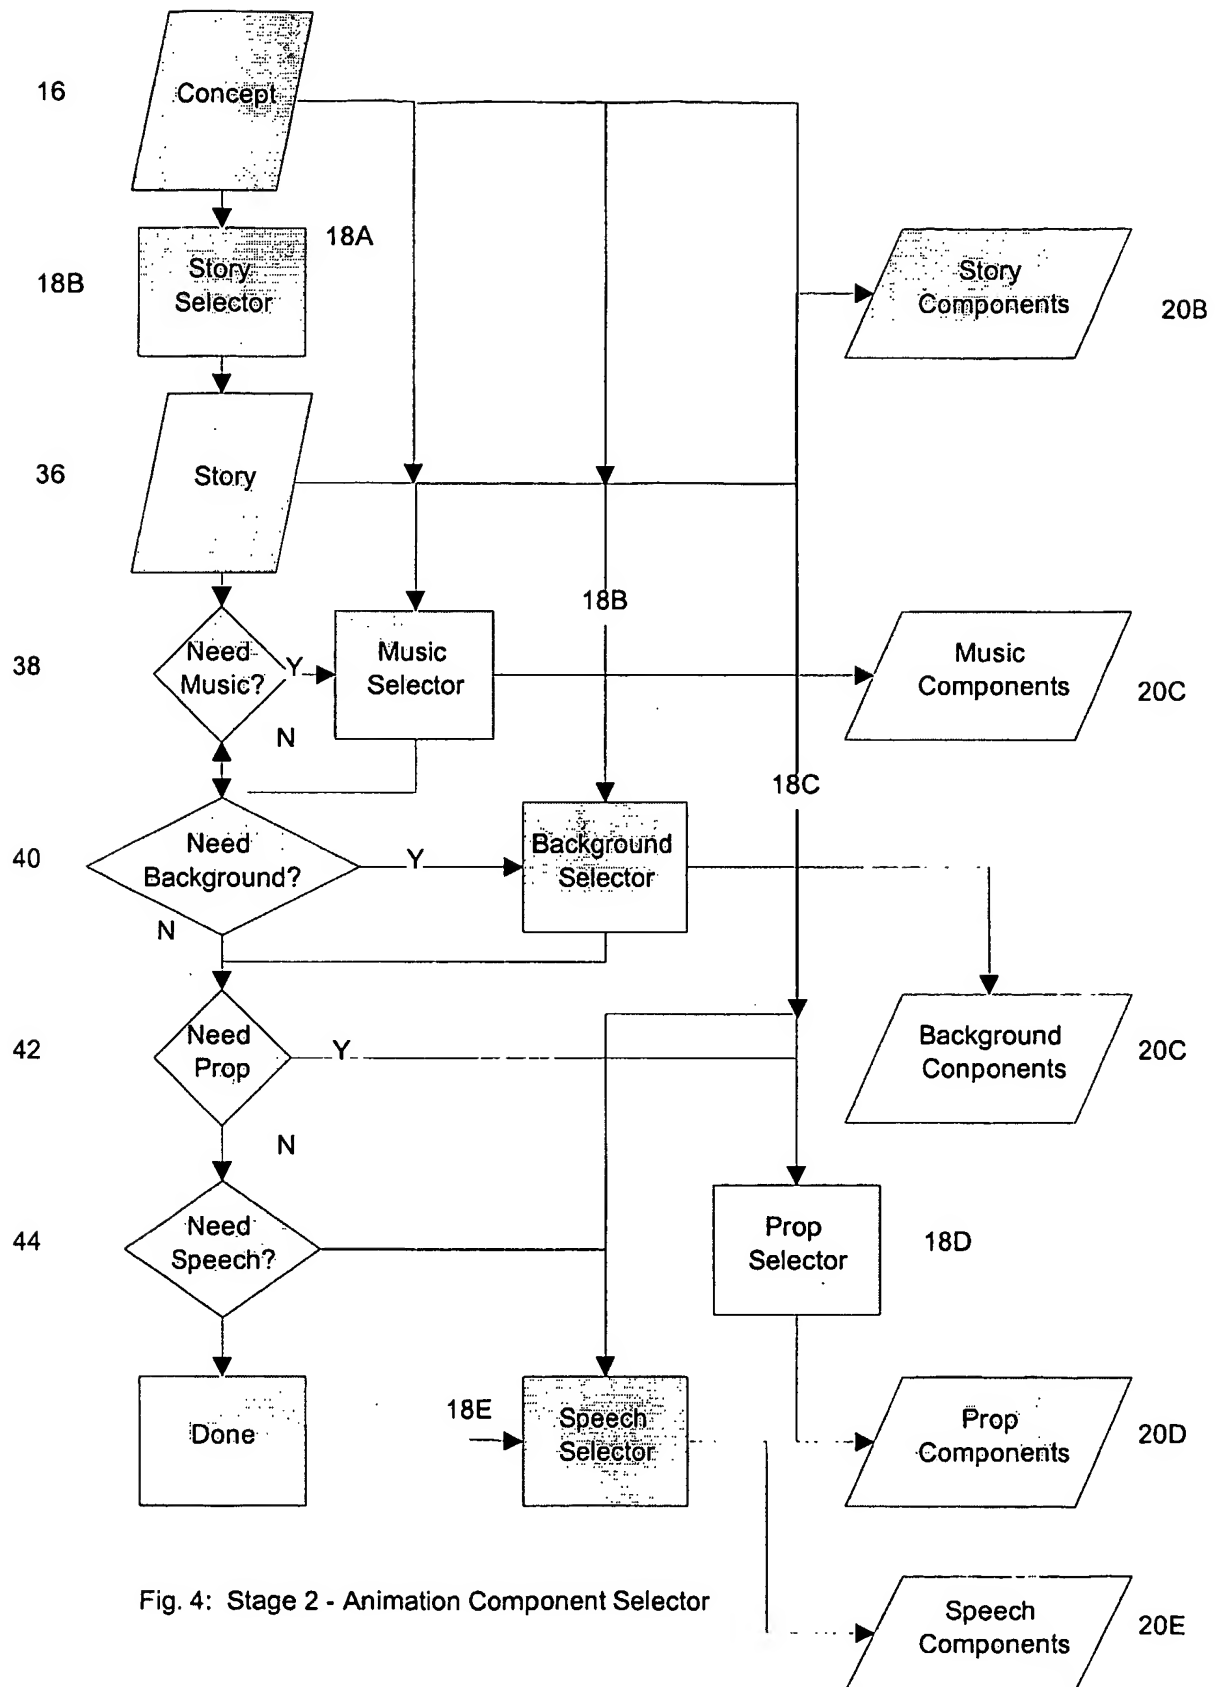 16
Concept
18A
18B
Story
Selector
Story
Components
20B
36
Story
18B
38
Need
Music?
Y
Music
Selector
Music
Components
20C
N
18C
40
Need
Background?
Y
Background
Selector
N
42
Need
Prop
Y
Background
Conponents
20C
N
44
Need
Speech?
Prop
Selector
18D
Done
18E
Speech
Selector
Prop
Components
20D
Fig. 4: Stage 2 - Animation Component Selector
Speech
Components
20E